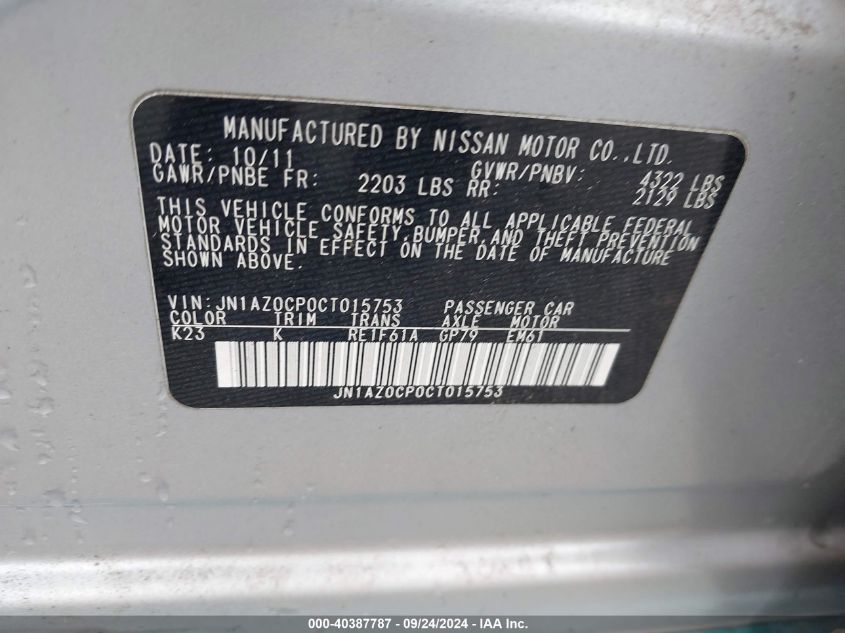 MANUFACTURED BY NISSAN MOTOR CO.,LTD.
DATE: 10/11 GVWR/PNBV: 4322 LBS
GAWR/PNBE FR: 2203 LBS RR: 2129 LBS
THIS VEHICLE CONFORMS TO ALL APPLICABLE FEDERAL
MOTOR VEHICLE SAFETY,BUMPER,AND THEFT PREVENTION
STANDARDS IN EFFECT ON THE DATE OF MANUFACTURE
SHOWN ABOVE.
VIN:JN1AZ0CP0CT015753 PASSENGER CAR
COLOR TRIM TRANS AXLE MOTOR
K23 K RE1F61A GP79 EM61
JN1AZ0CP0CT015753
000-40387787 - 09/24/2024 - IAA Inc.